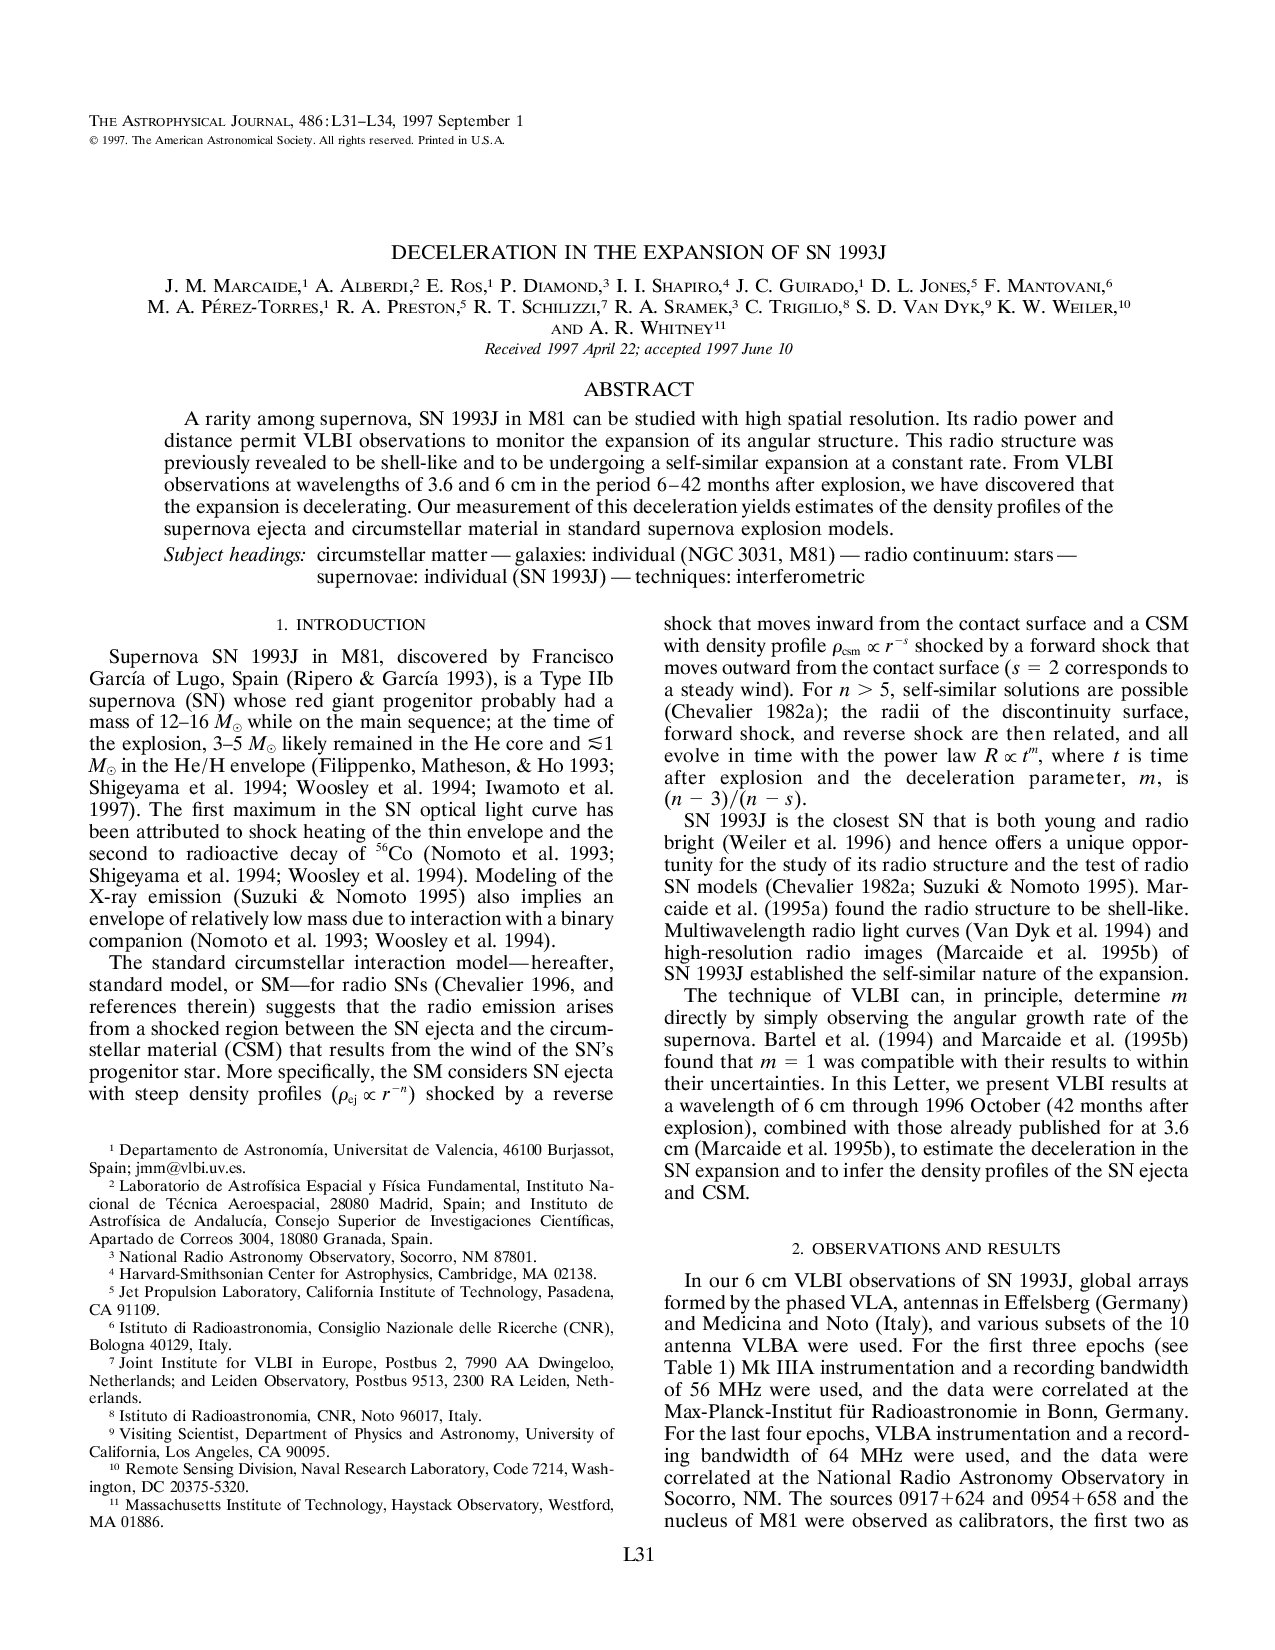 THE ASTROPHYSICAL JOURNAL, 486:L31–L34, 1997 September 1
© 1997. The American Astronomical Society. All rights reserved. Printed in U.S.A.
DECELERATION IN THE EXPANSION OF SN 1993J
J. M. MARCAIDE,¹ A. ALBERDI,² E. ROS,¹ P. DIAMOND,³ I. I. SHAPIRO,⁴ J. C. GUIRADO,¹ D. L. JONES,⁵ F. MANTOVANI,⁶
M. A. PÉREZ-TORRES,¹ R. A. PRESTON,⁵ R. T. SCHILIZZI,⁷ R. A. SRAMEK,³ C. TRIGILIO,⁸ S. D. VAN DYK,⁹ K. W. WEILER,¹⁰
AND A. R. WHITNEY¹¹
Received 1997 April 22; accepted 1997 June 10
ABSTRACT
A rarity among supernova, SN 1993J in M81 can be studied with high spatial resolution. Its radio power and
distance permit VLBI observations to monitor the expansion of its angular structure. This radio structure was
previously revealed to be shell-like and to be undergoing a self-similar expansion at a constant rate. From VLBI
observations at wavelengths of 3.6 and 6 cm in the period 6–42 months after explosion, we have discovered that
the expansion is decelerating. Our measurement of this deceleration yields estimates of the density profiles of the
supernova ejecta and circumstellar material in standard supernova explosion models.
Subject headings: circumstellar matter — galaxies: individual (NGC 3031, M81) — radio continuum: stars —
supernovae: individual (SN 1993J) — techniques: interferometric
1. INTRODUCTION
Supernova SN 1993J in M81, discovered by Francisco
García of Lugo, Spain (Ripero & García 1993), is a Type IIb
supernova (SN) whose red giant progenitor probably had a
mass of 12–16 M☉ while on the main sequence; at the time of
the explosion, 3–5 M☉ likely remained in the He core and ≲1
M☉ in the He/H envelope (Filippenko, Matheson, & Ho 1993;
Shigeyama et al. 1994; Woosley et al. 1994; Iwamoto et al.
1997). The first maximum in the SN optical light curve has
been attributed to shock heating of the thin envelope and the
second to radioactive decay of ⁵⁶Co (Nomoto et al. 1993;
Shigeyama et al. 1994; Woosley et al. 1994). Modeling of the
X-ray emission (Suzuki & Nomoto 1995) also implies an
envelope of relatively low mass due to interaction with a binary
companion (Nomoto et al. 1993; Woosley et al. 1994).
The standard circumstellar interaction model—hereafter,
standard model, or SM—for radio SNs (Chevalier 1996, and
references therein) suggests that the radio emission arises
from a shocked region between the SN ejecta and the circum-
stellar material (CSM) that results from the wind of the SN's
progenitor star. More specifically, the SM considers SN ejecta
with steep density profiles (ρej ∝ r⁻ⁿ) shocked by a reverse
¹ Departamento de Astronomía, Universitat de Valencia, 46100 Burjassot,
Spain; jmm@vlbi.uv.es.
² Laboratorio de Astrofísica Espacial y Física Fundamental, Instituto Na-
cional de Técnica Aeroespacial, 28080 Madrid, Spain; and Instituto de
Astrofísica de Andalucía, Consejo Superior de Investigaciones Científicas,
Apartado de Correos 3004, 18080 Granada, Spain.
³ National Radio Astronomy Observatory, Socorro, NM 87801.
⁴ Harvard-Smithsonian Center for Astrophysics, Cambridge, MA 02138.
⁵ Jet Propulsion Laboratory, California Institute of Technology, Pasadena,
CA 91109.
⁶ Istituto di Radioastronomia, Consiglio Nazionale delle Ricerche (CNR),
Bologna 40129, Italy.
⁷ Joint Institute for VLBI in Europe, Postbus 2, 7990 AA Dwingeloo,
Netherlands; and Leiden Observatory, Postbus 9513, 2300 RA Leiden, Neth-
erlands.
⁸ Istituto di Radioastronomia, CNR, Noto 96017, Italy.
⁹ Visiting Scientist, Department of Physics and Astronomy, University of
California, Los Angeles, CA 90095.
¹⁰ Remote Sensing Division, Naval Research Laboratory, Code 7214, Wash-
ington, DC 20375-5320.
¹¹ Massachusetts Institute of Technology, Haystack Observatory, Westford,
MA 01886.
shock that moves inward from the contact surface and a CSM
with density profile ρcsm ∝ r⁻ˢ shocked by a forward shock that
moves outward from the contact surface (s = 2 corresponds to
a steady wind). For n > 5, self-similar solutions are possible
(Chevalier 1982a); the radii of the discontinuity surface,
forward shock, and reverse shock are then related, and all
evolve in time with the power law R ∝ tᵐ, where t is time
after explosion and the deceleration parameter, m, is
(n − 3)/(n − s).
SN 1993J is the closest SN that is both young and radio
bright (Weiler et al. 1996) and hence offers a unique oppor-
tunity for the study of its radio structure and the test of radio
SN models (Chevalier 1982a; Suzuki & Nomoto 1995). Mar-
caide et al. (1995a) found the radio structure to be shell-like.
Multiwavelength radio light curves (Van Dyk et al. 1994) and
high-resolution radio images (Marcaide et al. 1995b) of
SN 1993J established the self-similar nature of the expansion.
The technique of VLBI can, in principle, determine m
directly by simply observing the angular growth rate of the
supernova. Bartel et al. (1994) and Marcaide et al. (1995b)
found that m = 1 was compatible with their results to within
their uncertainties. In this Letter, we present VLBI results at
a wavelength of 6 cm through 1996 October (42 months after
explosion), combined with those already published for at 3.6
cm (Marcaide et al. 1995b), to estimate the deceleration in the
SN expansion and to infer the density profiles of the SN ejecta
and CSM.
2. OBSERVATIONS AND RESULTS
In our 6 cm VLBI observations of SN 1993J, global arrays
formed by the phased VLA, antennas in Effelsberg (Germany)
and Medicina and Noto (Italy), and various subsets of the 10
antenna VLBA were used. For the first three epochs (see
Table 1) Mk IIIA instrumentation and a recording bandwidth
of 56 MHz were used, and the data were correlated at the
Max-Planck-Institut für Radioastronomie in Bonn, Germany.
For the last four epochs, VLBA instrumentation and a record-
ing bandwidth of 64 MHz were used, and the data were
correlated at the National Radio Astronomy Observatory in
Socorro, NM. The sources 0917+624 and 0954+658 and the
nucleus of M81 were observed as calibrators, the first two as
L31